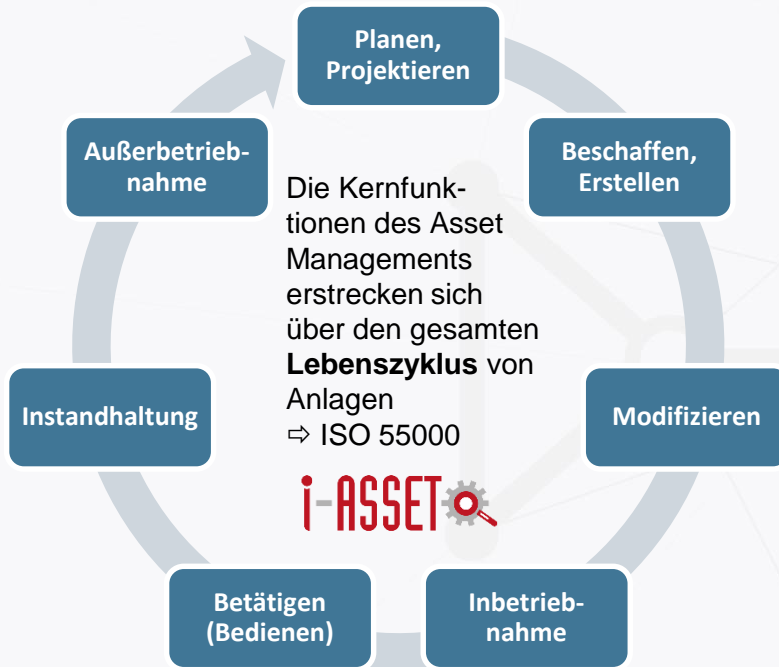 Planen,
Projektieren
Beschaffen,
Erstellen
Modifizieren
Inbetrieb-
nahme
Betätigen
(Bedienen)
Instandhaltung
Außerbetrieb-
nahme
Die Kernfunk-
tionen des Asset
Managements
erstrecken sich
über den gesamten
Lebenszyklus von
Anlagen
⇨ ISO 55000
i-ASSET